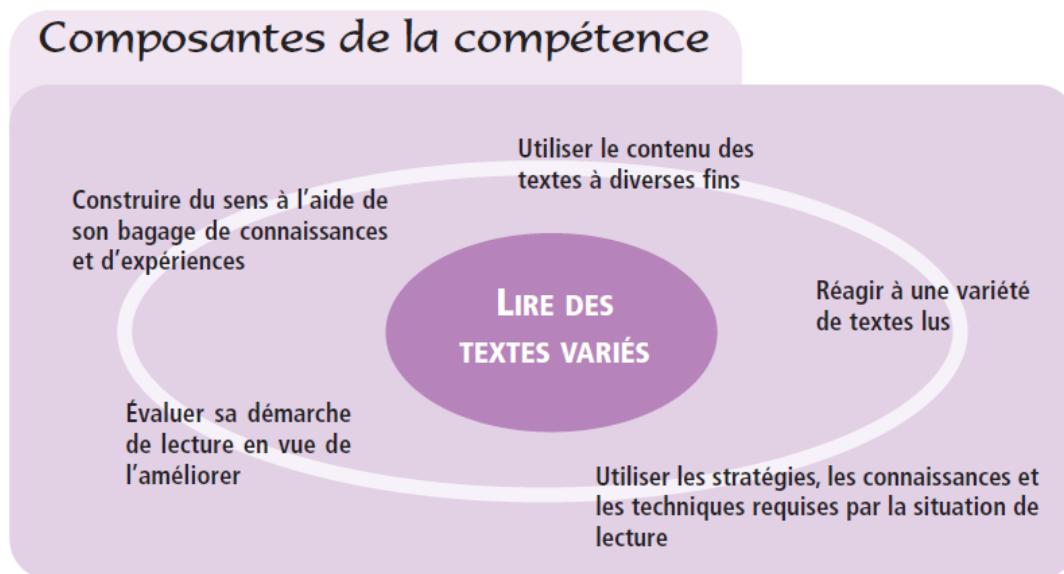 Composantes de la compétence
Utiliser le contenu des
textes à diverses fins
Construire du sens à l'aide de
son bagage de connaissances
et d'expériences
LIRE DES
TEXTES VARIÉS
Réagir à une variété
de textes lus
Évaluer sa démarche
de lecture en vue de
l'améliorer
Utiliser les stratégies, les connaissances et
les techniques requises par la situation de
lecture